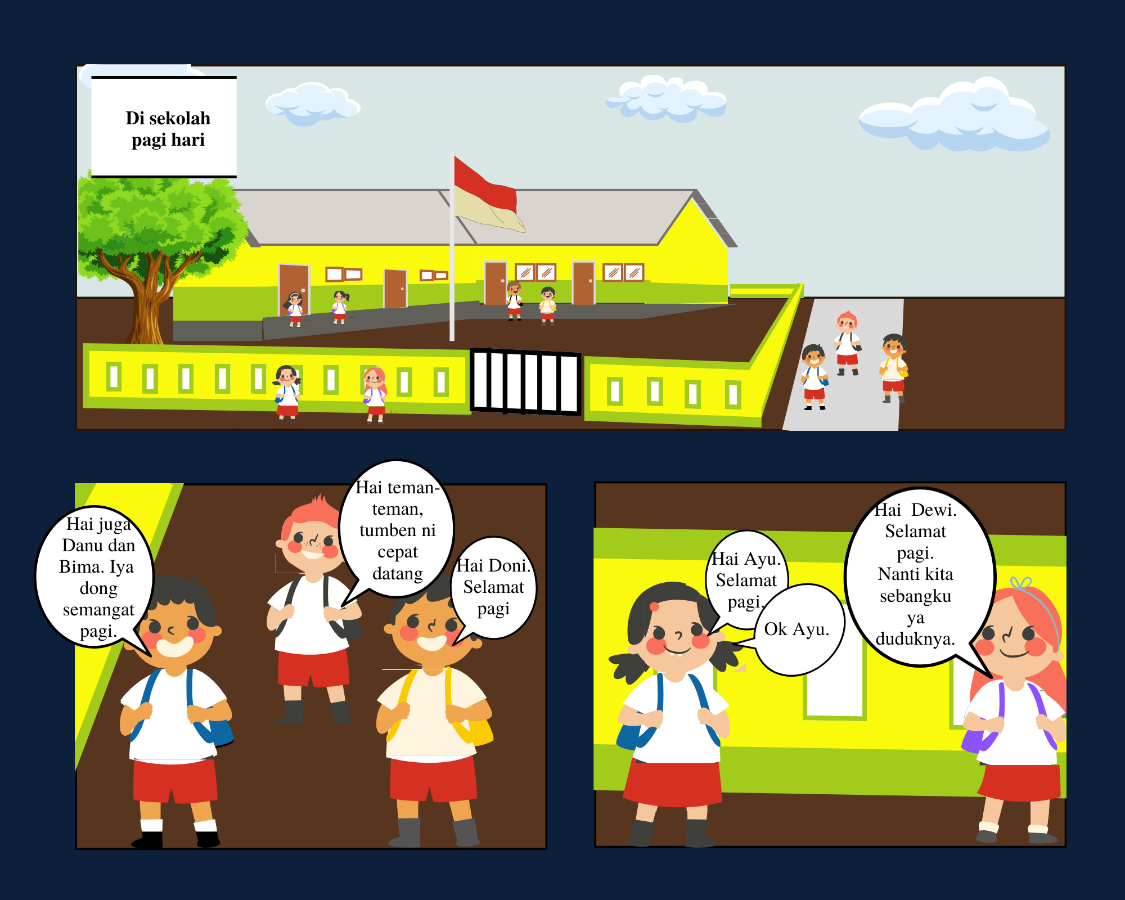 Di sekolah
pagi hari
Hai juga
Danu dan
Bima. Iya
dong
semangat
pagi.
Hai teman-
teman,
tumben ni
cepat
datang
Hai Doni.
Selamat
pagi
Hai Ayu.
Selamat
pagi.
Ok Ayu.
Hai Dewi.
Selamat
pagi.
Nanti kita
sebangku
ya
duduknya.